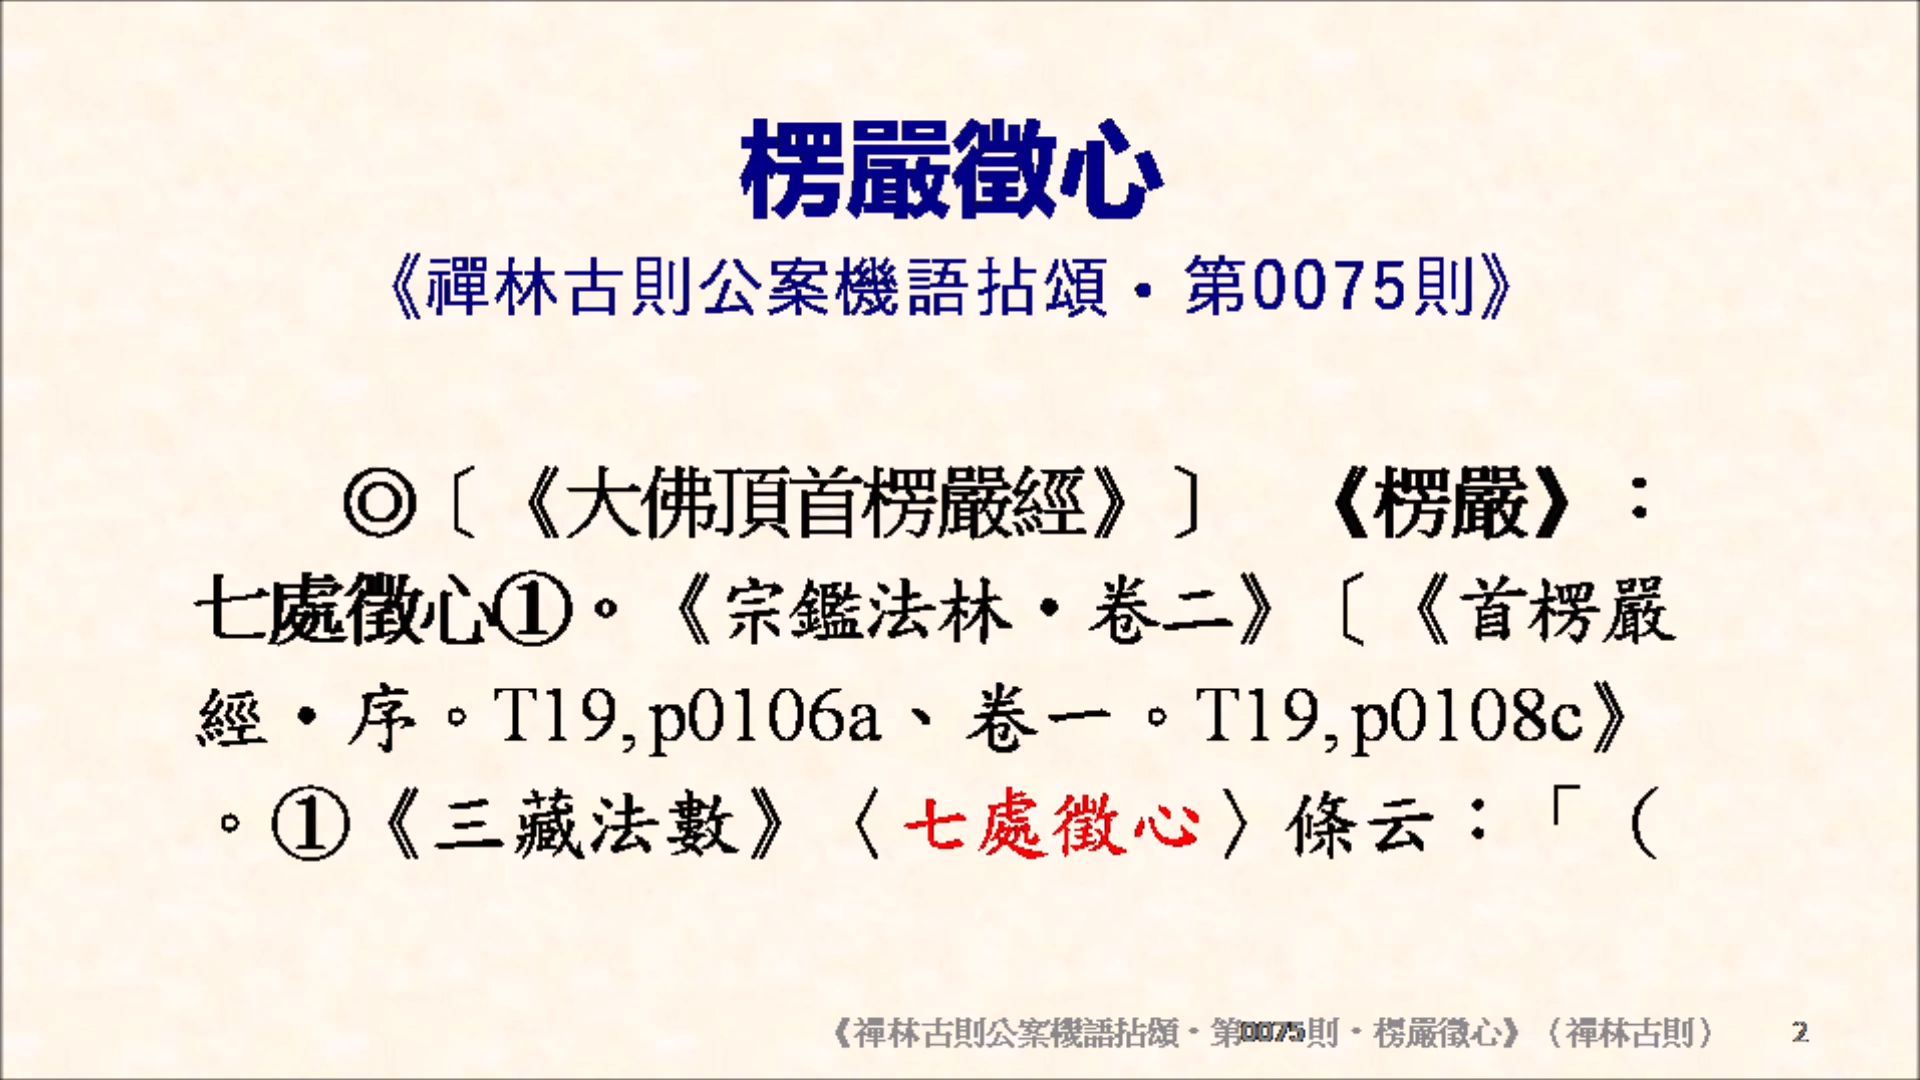 楞嚴徵心
《禪林古則公案機語拈頌•第0075則》
◎〔《大佛頂首楞嚴經》〕 《楞嚴》：
七處徵心①。《宗鑑法林•卷二》〔《首楞嚴
經•序。T19,p0106a、卷一。T19,p0108c》
。①《三藏法數》〈七處徵心〉條云：「（
《禪林古則公案機語拈頌•第0075則•楞嚴徵心》（禪林古則） 2